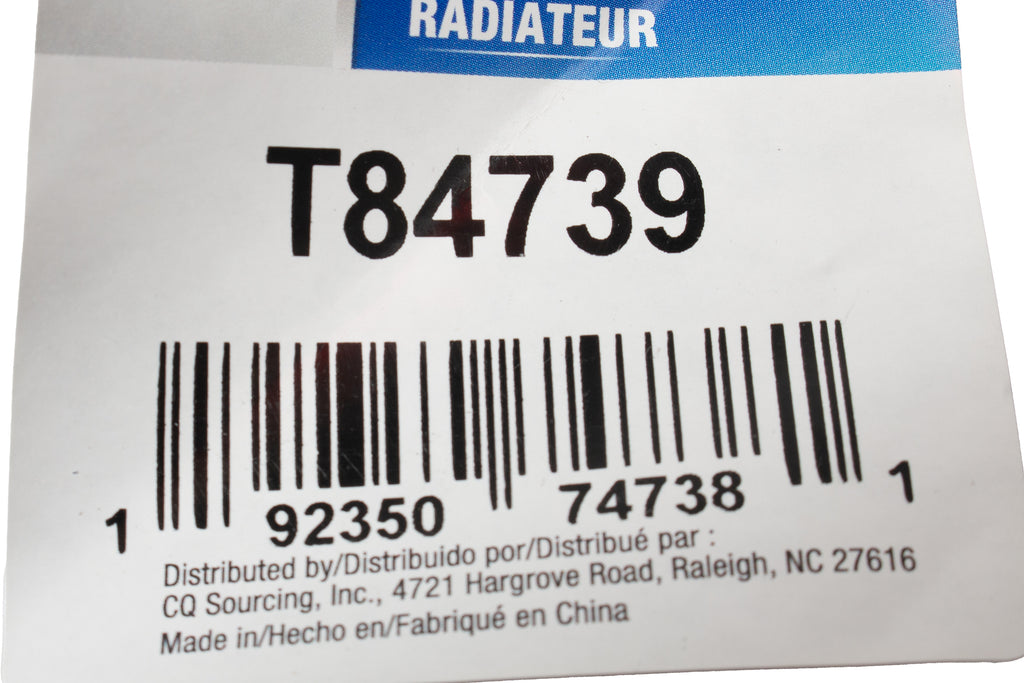 RADIATEUR
T84739
1 92350 74738 1
Distributed by/Distribuido por/Distribué par :
CQ Sourcing, Inc., 4721 Hargrove Road, Raleigh, NC 27616
Made in/Hecho en/Fabriqué en China